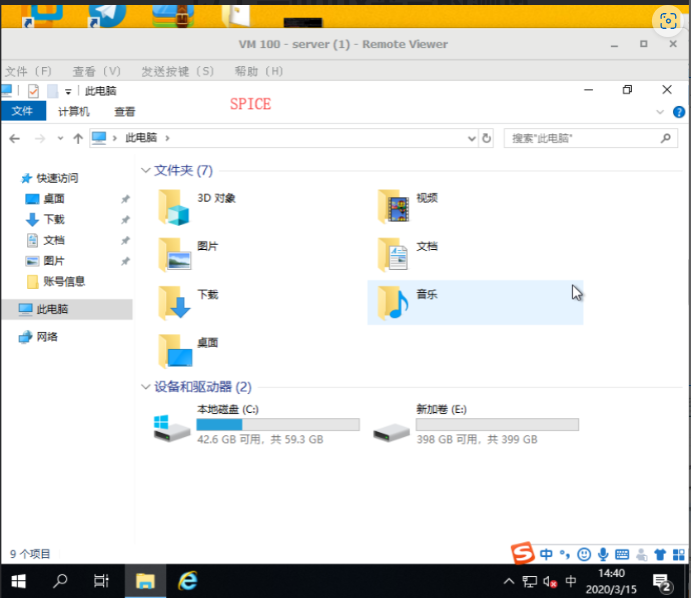 VM 100 - server (1) - Remote Viewer
文件 (F) 查看 (V) 发送按键 (S) 帮助 (H)
此电脑
文件 计算机 查看
SPICE
此电脑
搜索"此电脑"
快速访问
桌面
下载
文档
图片
账号信息
此电脑
网络
文件夹 (7)
3D 对象
视频
图片
文档
下载
音乐
桌面
设备和驱动器 (2)
本地磁盘 (C:)
42.6 GB 可用，共 59.3 GB
新加卷 (E:)
398 GB 可用，共 399 GB
9 个项目
中
中
14:40
2020/3/15
2